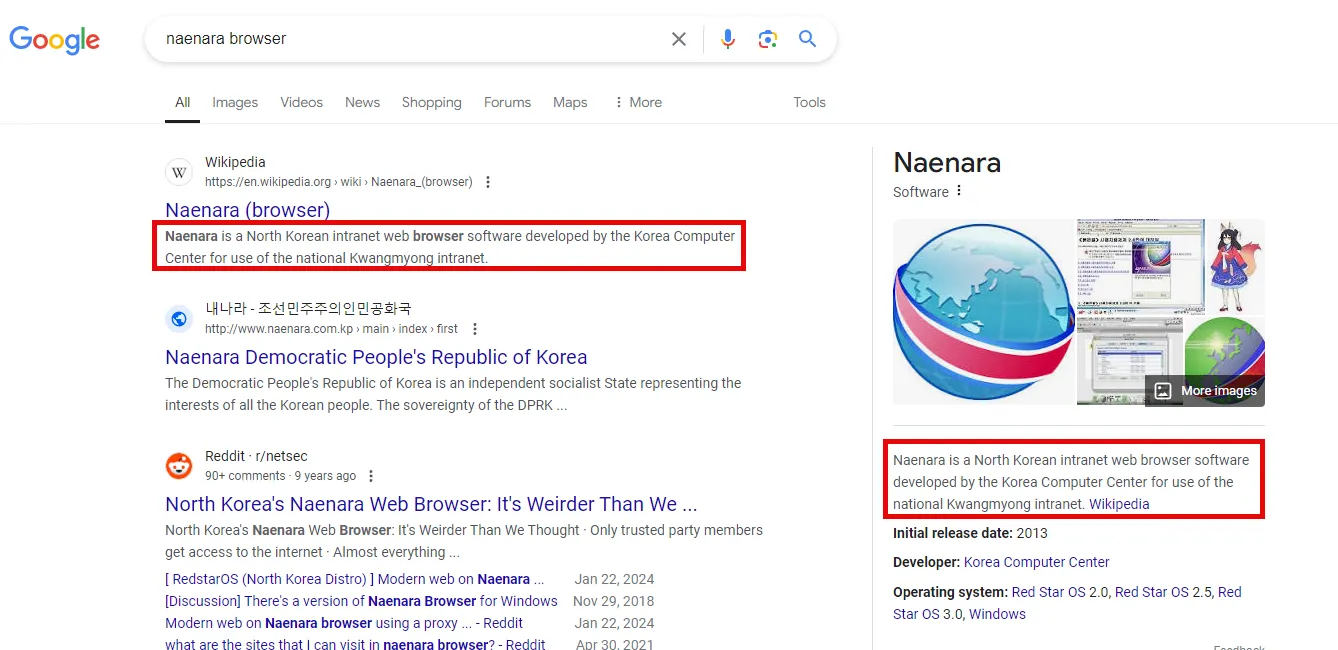 Google
naenara browser
All Images Videos News Shopping Forums Maps More Tools
W
Wikipedia
https://en.wikipedia.org › wiki › Naenara_(browser)
Naenara (browser)
Naenara is a North Korean intranet web browser software developed by the Korea Computer
Center for use of the national Kwangmyong intranet.
내나라 - 조선민주주의인민공화국
http://www.naenara.com.kp › main › index › first
Naenara Democratic People's Republic of Korea
The Democratic People's Republic of Korea is an independent socialist State representing the
interests of all the Korean people. The sovereignty of the DPRK ...
Reddit · r/netsec
90+ comments · 9 years ago
North Korea's Naenara Web Browser: It's Weirder Than We ...
North Korea's Naenara Web Browser: It's Weirder Than We Thought · Only trusted party members
get access to the internet · Almost everything ...
[ RedstarOS (North Korea Distro) ] Modern web on Naenara ... Jan 22, 2024
[Discussion] There's a version of Naenara Browser for Windows Nov 29, 2018
Modern web on Naenara browser using a proxy ... - Reddit Jan 22, 2024
what are the sites that I can visit in naenara browser? - Reddit Apr 30, 2021
Naenara
Software
More images
Naenara is a North Korean intranet web browser software
developed by the Korea Computer Center for use of the
national Kwangmyong intranet. Wikipedia
Initial release date: 2013
Developer: Korea Computer Center
Operating system: Red Star OS 2.0, Red Star OS 2.5, Red
Star OS 3.0, Windows
Feedback